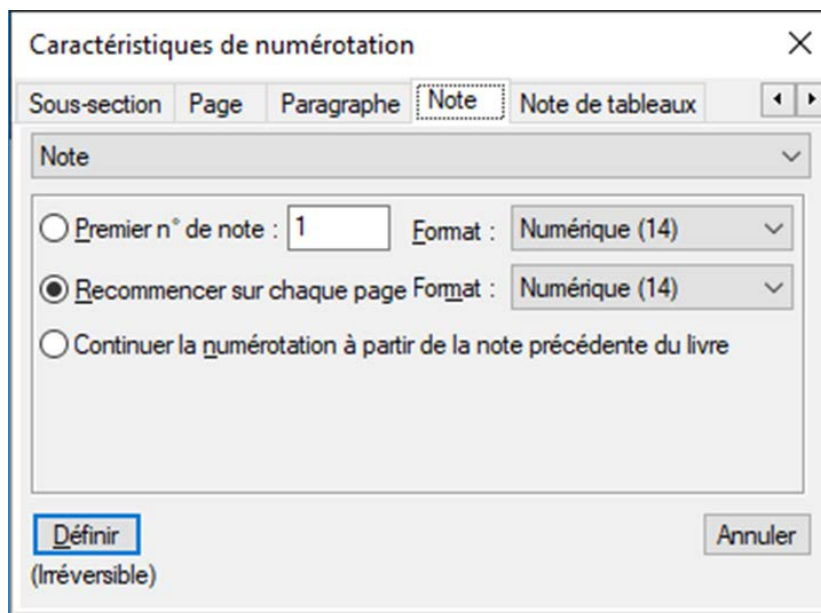 Caractéristiques de numérotation
Sous-section Page Paragraphe Note Note de tableaux
Note
Premier n° de note : 1 Format : Numérique (14)
Recommencer sur chaque page Format : Numérique (14)
Continuer la numérotation à partir de la note précédente du livre
Définir Annuler
(Irréversible)